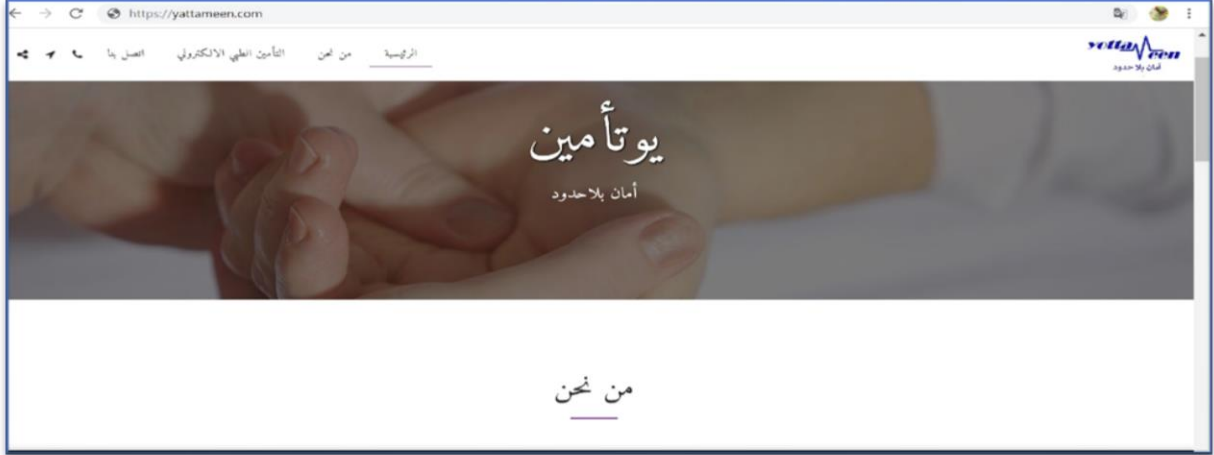 https://yattameen.com
yottameen
أمان بلا حدود
الرئيسية من نحن التأمين الطبي الالكتروني اتصل بنا
يوتأمين
أمان بلاحدود
من نحن